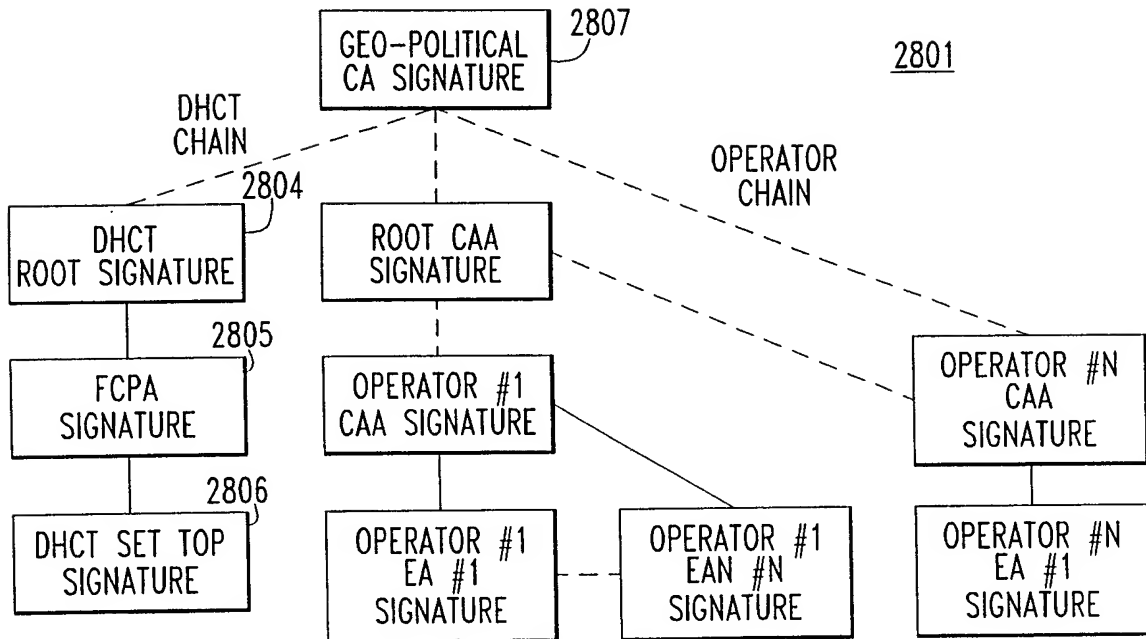 GEO-POLITICAL
CA SIGNATURE
2807
2801
DHCT
CHAIN
OPERATOR
CHAIN
2804
DHCT
ROOT SIGNATURE
ROOT CAA
SIGNATURE
2805
FCPA
SIGNATURE
OPERATOR #1
CAA SIGNATURE
OPERATOR #N
CAA
SIGNATURE
2806
DHCT SET TOP
SIGNATURE
OPERATOR #1
EA #1
SIGNATURE
OPERATOR #1
EAN #N
SIGNATURE
OPERATOR #N
EA #1
SIGNATURE